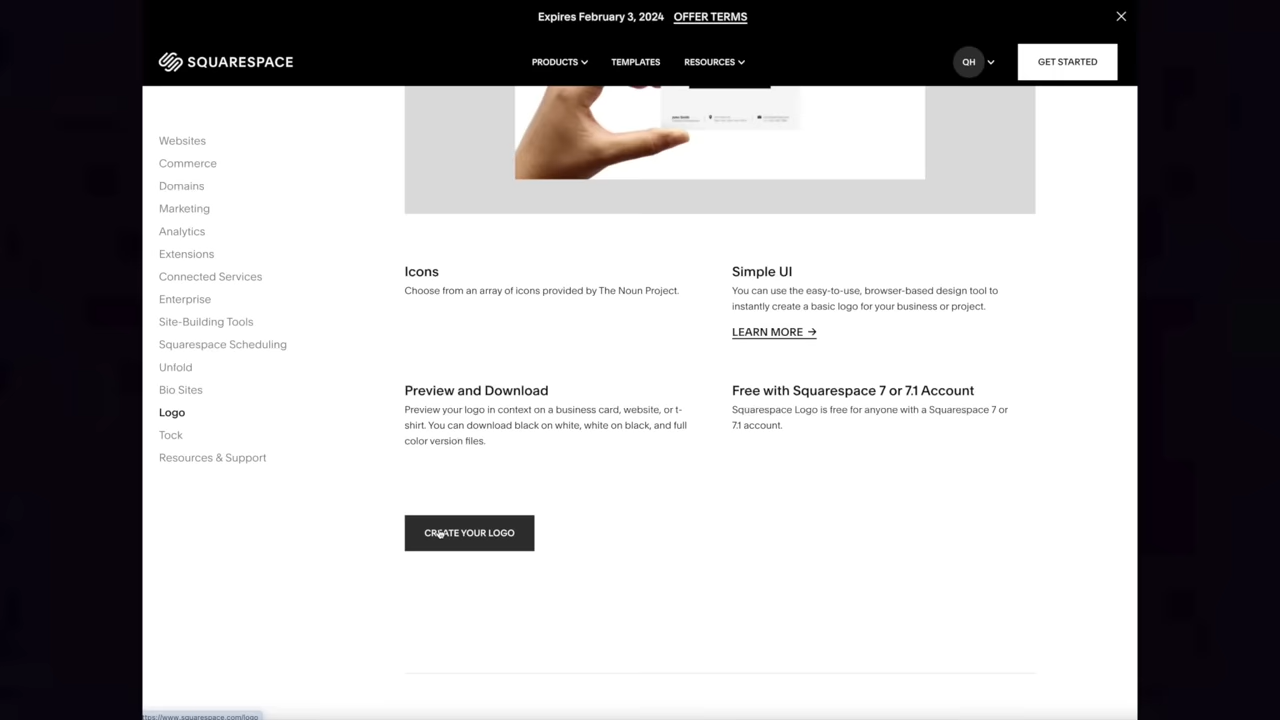 Expires February 3, 2024 OFFER TERMS
SQUARESPACE
PRODUCTS
TEMPLATES
RESOURCES
QH
GET STARTED
Websites
Commerce
Domains
Marketing
Analytics
Extensions
Connected Services
Enterprise
Site-Building Tools
Squarespace Scheduling
Unfold
Bio Sites
Logo
Tock
Resources & Support
Icons
Choose from an array of icons provided by The Noun Project.
Simple UI
You can use the easy-to-use, browser-based design tool to
instantly create a basic logo for your business or project.
LEARN MORE →
Preview and Download
Preview your logo in context on a business card, website, or t-
shirt. You can download black on white, white on black, and full
color version files.
Free with Squarespace 7 or 7.1 Account
Squarespace Logo is free for anyone with a Squarespace 7 or
7.1 account.
CREATE YOUR LOGO
ttps://www.squarespace.com/logo